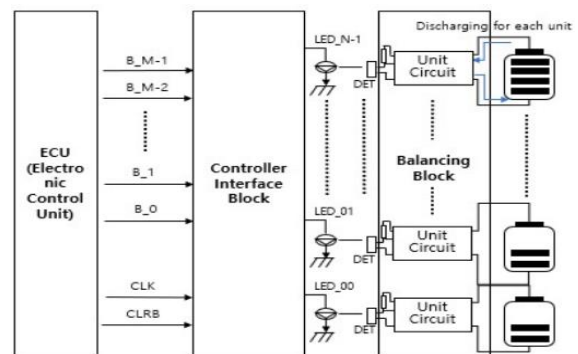 LED_N-1
Discharging for each unit
B_M-1
Unit
Circuit
B_M-2
DET
ECU
(Electro
nic
Control
Unit)
Controller
Interface
Block
Balancing
Block
B_1
B_0
LED_01
Unit
Circuit
DET
CLK
LED_00
Unit
Circuit
CLRB
DET